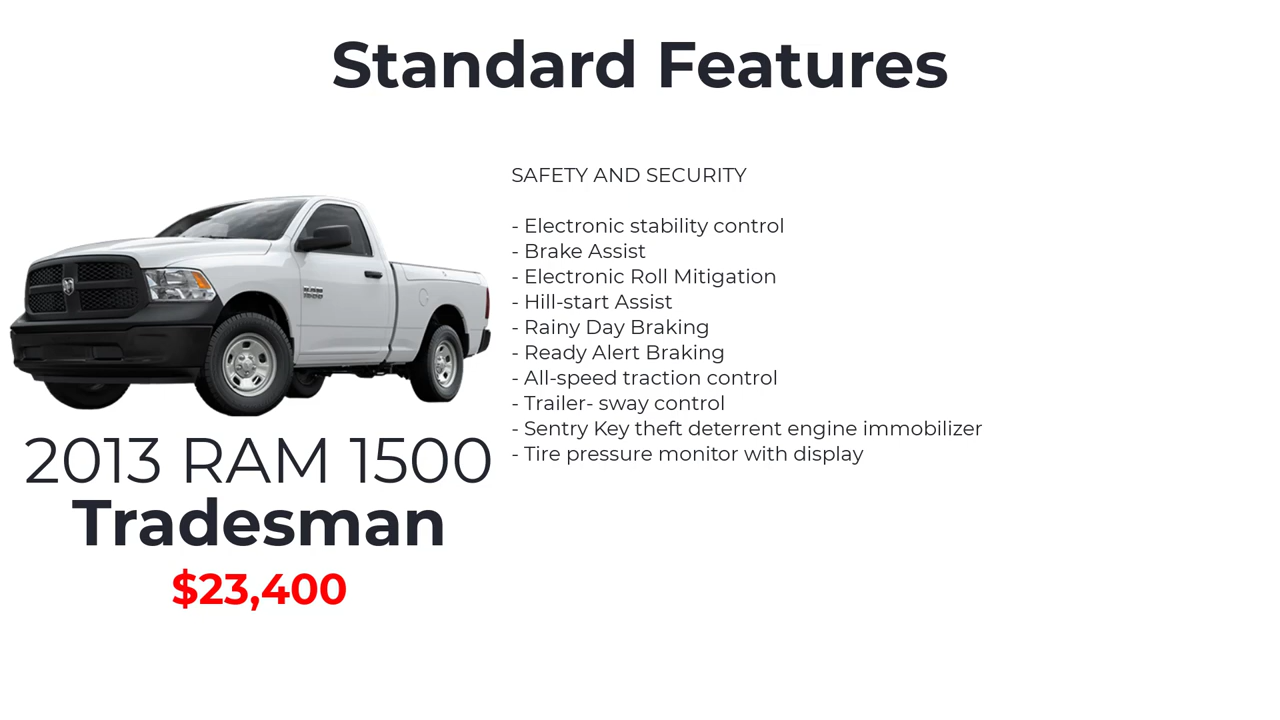 Standard Features
SAFETY AND SECURITY
- Electronic stability control
- Brake Assist
- Electronic Roll Mitigation
- Hill-start Assist
- Rainy Day Braking
- Ready Alert Braking
- All-speed traction control
- Trailer- sway control
- Sentry Key theft deterrent engine immobilizer
- Tire pressure monitor with display
RAM
1500
2013 RAM 1500
Tradesman
$23,400